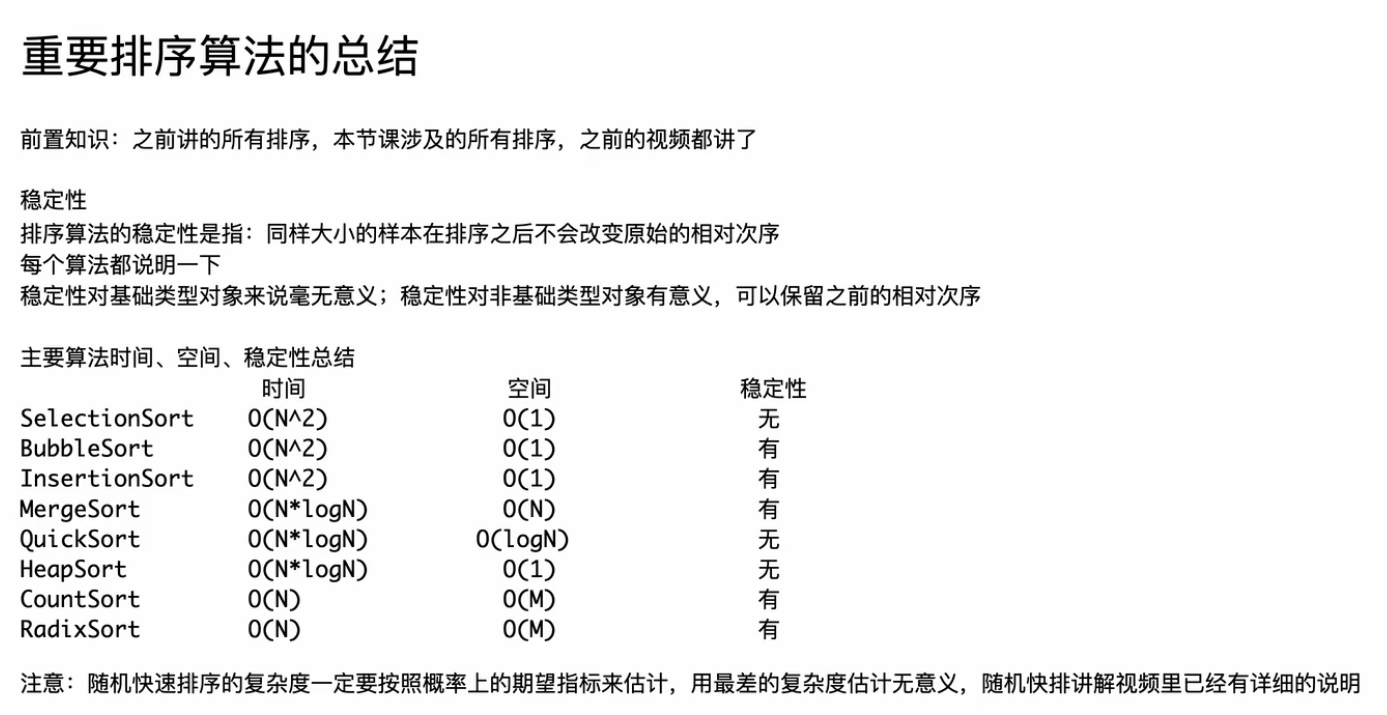 重要排序算法的总结
前置知识：之前讲的所有排序，本节课涉及的所有排序，之前的视频都讲了
稳定性
排序算法的稳定性是指：同样大小的样本在排序之后不会改变原始的相对次序
每个算法都说明一下
稳定性对基础类型对象来说毫无意义；稳定性对非基础类型对象有意义，可以保留之前的相对次序
主要算法时间、空间、稳定性总结
时间 空间 稳定性
SelectionSort O(N^2) O(1) 无
BubbleSort O(N^2) O(1) 有
InsertionSort O(N^2) O(1) 有
MergeSort O(N*logN) O(N) 有
QuickSort O(N*logN) O(logN) 无
HeapSort O(N*logN) O(1) 无
CountSort O(N) O(M) 有
RadixSort O(N) O(M) 有
注意：随机快速排序的复杂度一定要按照概率上的期望指标来估计，用最差的复杂度估计无意义，随机快排讲解视频里已经有详细的说明